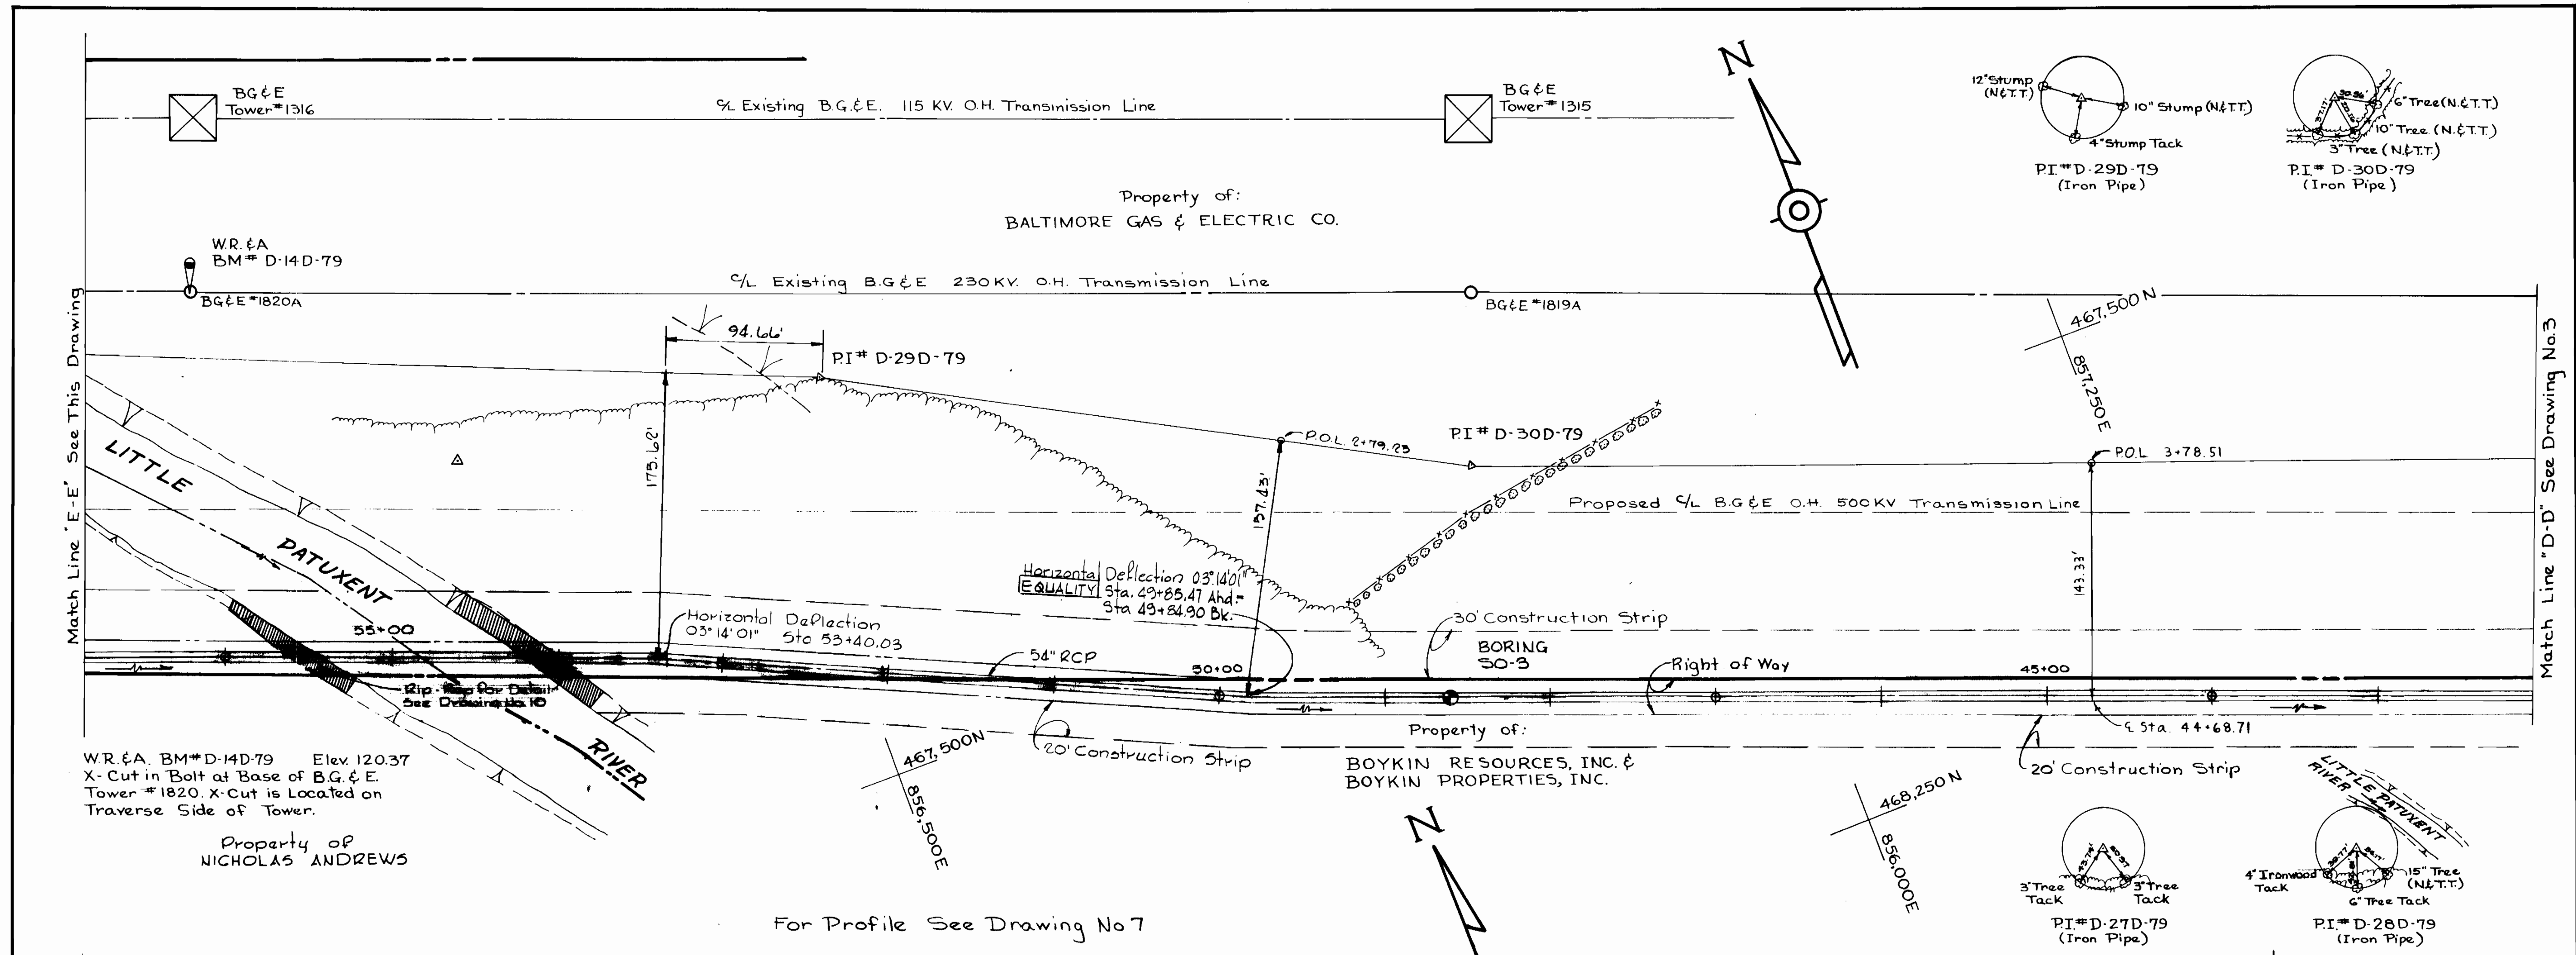 BG&E
Tower #1316
C/L Existing B.G.&E. 115 KV. O.H. Transmission Line
BG&E
Tower #1315
N
12" Stump
(N&T.T.)
10" Stump (N&T.T.)
4" Stump Tack
P.I. # D-29D-79
(Iron Pipe)
6" Tree (N.&T.T.)
10" Tree (N.&T.T.)
3" Tree (N.&T.T.)
P.I. # D-30D-79
(Iron Pipe)
Property of:
BALTIMORE GAS & ELECTRIC CO.
W.R.&A
BM# D-14D-79
BG&E #1820A
C/L Existing B.G&E 230KV. O.H. Transmission Line
BG&E #1819A
467,500 N
857,250 E
Match Line "E-E" See This Drawing
Match Line "D-D" See Drawing No.3
94.66'
P.I # D-29D-79
173.62'
P.O.L. 2+79.23
P.I # D-30D-79
P.O.L 3+78.51
157.43'
143.33'
Proposed C/L B.G&E O.H. 500KV Transmission Line
LITTLE
PATUXENT
RIVER
Horizontal Deflection 03°14'01"
EQUALITY Sta. 49+85.47 Ahd.=
Sta 49+84.90 Bk.
Horizontal Deflection
03°14'01" Sta 53+40.03
55+00
54" RCP
50+00
30' Construction Strip
BORING
SO-3
Right of Way
45+00
Rip-Rap for Detail
See Drawing No.10
℄ Sta. 44+68.71
20' Construction Strip
Property of:
BOYKIN RESOURCES, INC. &
BOYKIN PROPERTIES, INC.
20' Construction Strip
467,500N
856,500E
W.R.&A. BM# D-14D-79 Elev. 120.37
X-Cut in Bolt at Base of B.G.& E.
Tower #1820. X-Cut is Located on
Traverse Side of Tower.
Property of
NICHOLAS ANDREWS
For Profile See Drawing No 7
N
468,250 N
856,000E
LITTLE PATUXENT
RIVER
3" Tree
Tack
3" Tree
Tack
P.I.# D-27D-79
(Iron Pipe)
4" Ironwood
Tack
15" Tree
(N&T.T.)
6" Tree Tack
P.I.# D-28D-79
(Iron Pipe)